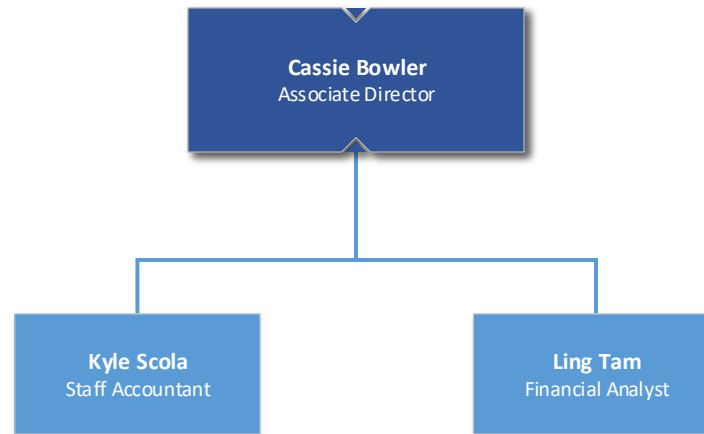 Cassie Bowler
Associate Director
Kyle Scola
Staff Accountant
Ling Tam
Financial Analyst